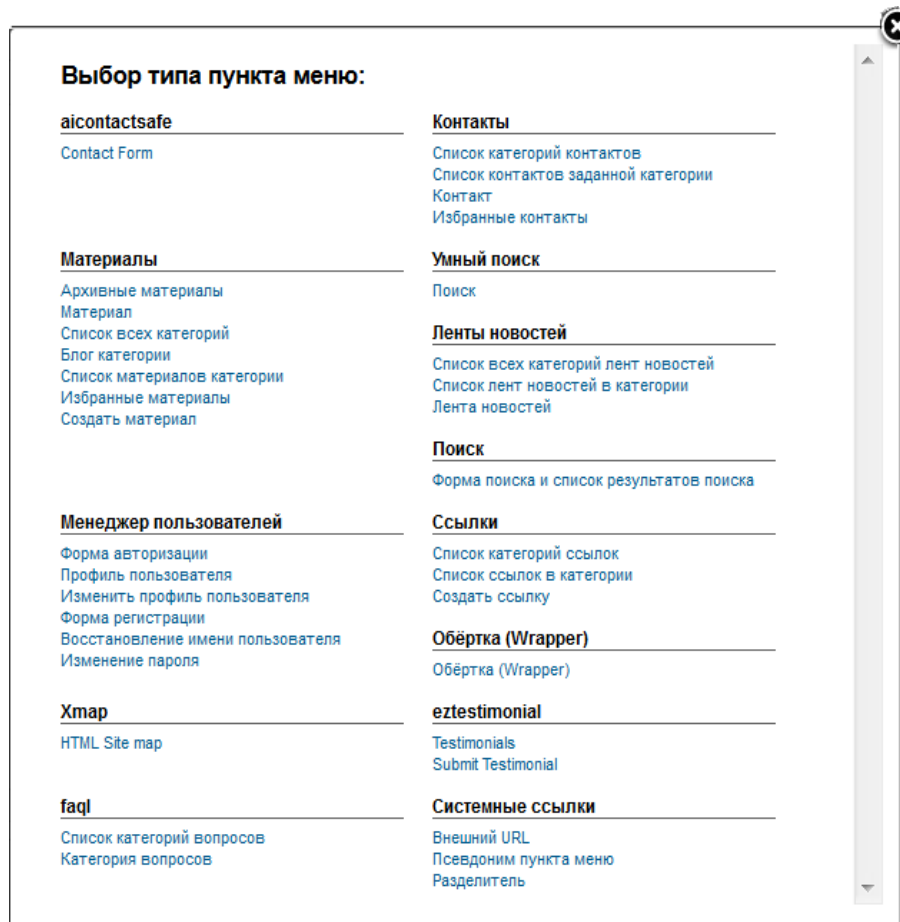 Выбор типа пункта меню:
aicontactsafe
Contact Form
Контакты
Список категорий контактов
Список контактов заданной категории
Контакт
Избранные контакты
Материалы
Архивные материалы
Материал
Список всех категорий
Блог категории
Список материалов категории
Избранные материалы
Создать материал
Умный поиск
Поиск
Ленты новостей
Список всех категорий лент новостей
Список лент новостей в категории
Лента новостей
Поиск
Форма поиска и список результатов поиска
Менеджер пользователей
Форма авторизации
Профиль пользователя
Изменить профиль пользователя
Форма регистрации
Восстановление имени пользователя
Изменение пароля
Ссылки
Список категорий ссылок
Список ссылок в категории
Создать ссылку
Обёртка (Wrapper)
Обёртка (Wrapper)
Xmap
HTML Site map
eztestimonial
Testimonials
Submit Testimonial
faql
Список категорий вопросов
Категория вопросов
Системные ссылки
Внешний URL
Псевдоним пункта меню
Разделитель